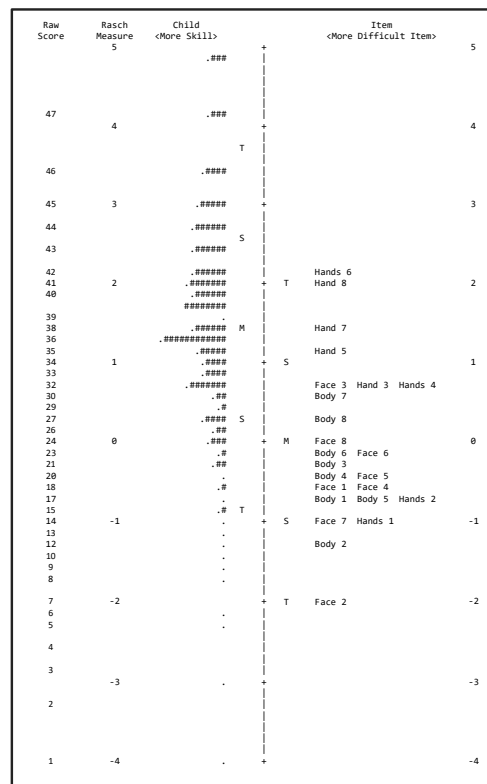 Raw Rasch Child Item
Score Measure <More Skill> <More Difficult Item>
5 + 5
.### |
|
|
|
|
47 .### |
4 + 4
|
T |
|
46 .#### |
|
|
45 3 .##### + 3
|
44 .###### |
S |
43 .###### |
|
42 .###### | Hands 6
41 2 .####### + T Hand 8 2
40 .###### |
######## |
39 . |
38 .###### M | Hand 7
36 .############ |
35 .##### | Hand 5
34 1 .#### + S 1
33 .#### |
32 .####### | Face 3 Hand 3 Hands 4
30 .## | Body 7
29 .# |
27 .#### S | Body 8
26 .## |
24 0 .### + M Face 8 0
23 .# | Body 6 Face 6
21 .## | Body 3
20 . | Body 4 Face 5
18 .# | Face 1 Face 4
17 . | Body 1 Body 5 Hands 2
15 .# T |
14 -1 . + S Face 7 Hands 1 -1
13 . |
12 . | Body 2
10 . |
9 . |
8 . |
|
7 -2 . + T Face 2 -2
6 . |
5 . |
|
4 |
|
3 |
-3 . + -3
|
2 |
|
|
|
|
1 -4 . + -4